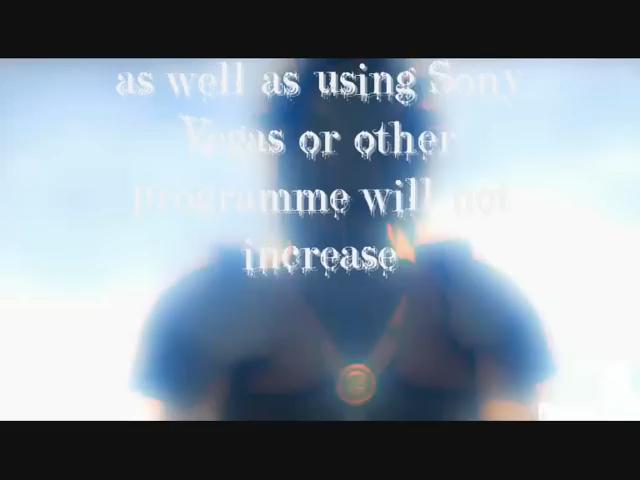 as well as using Sony
Vegas or other
programme will not
increase